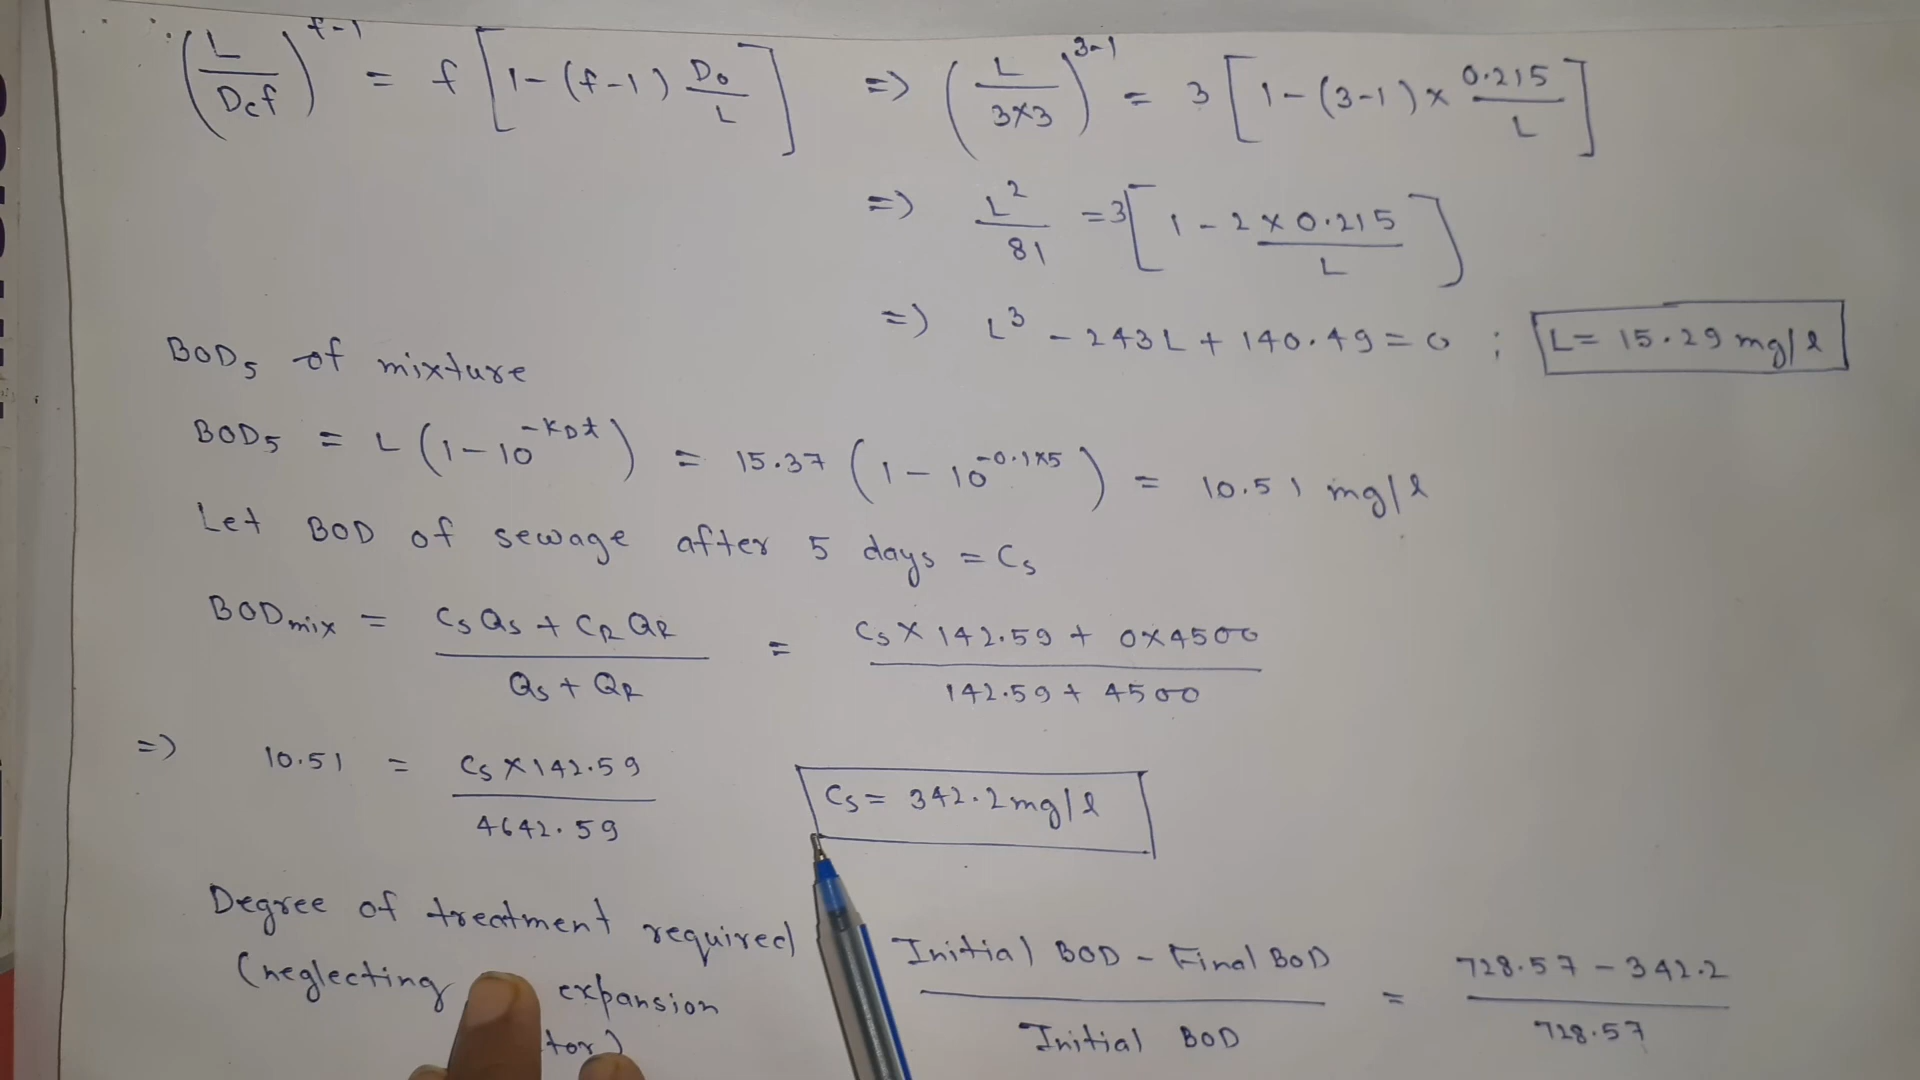 (L/Dcf)^f-1 = f[1-(f-1)D₀/L] => (L/3×3)^3-1 = 3[1-(3-1)×0.215/L]
=> L²/81 = 3[1-2×0.215/L]
=> L³ - 243L + 140.49 = 0 ; L = 15.29 mg/l
BOD₅ of mixture
BOD₅ = L(1-10^-KDt) = 15.37(1-10^-0.1×5) = 10.51 mg/l
Let BOD of sewage after 5 days = Cs
BODmix = CsQs + CRQR / Qs + QR = Cs×142.59 + 0×4500 / 142.59 + 4500
=> 10.51 = Cs×142.59 / 4642.59 Cs = 342.2 mg/l
Degree of treatment required Initial BOD - Final BOD / Initial BOD = 728.57 - 342.2 / 728.57
(neglecting expansion
tor)